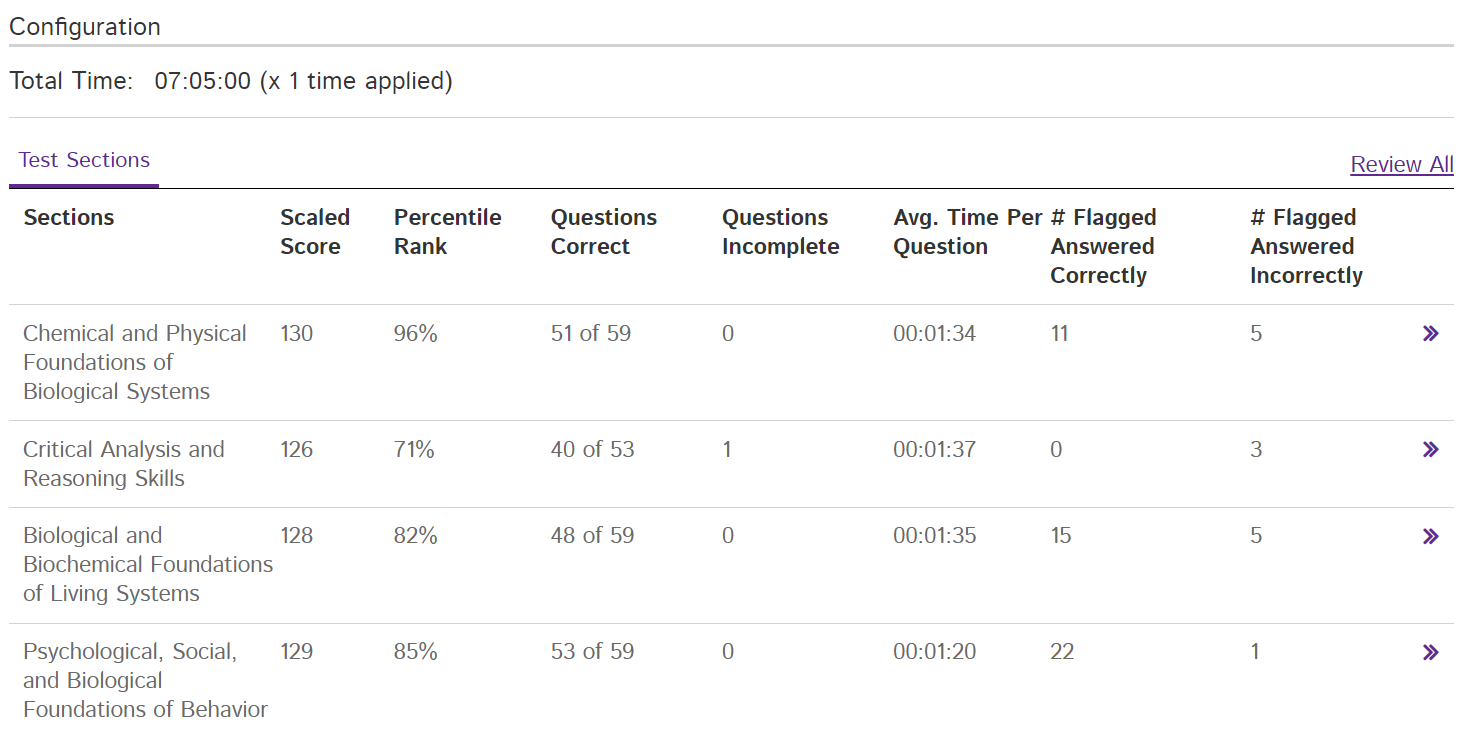 Configuration
Total Time: 07:05:00 (x 1 time applied)
Test Sections
Review All
Sections Scaled Score Percentile Rank Questions Correct Questions Incomplete Avg. Time Per Question # Flagged Answered Correctly # Flagged Answered Incorrectly
Chemical and Physical Foundations of Biological Systems 130 96% 51 of 59 0 00:01:34 11 5 »
Critical Analysis and Reasoning Skills 126 71% 40 of 53 1 00:01:37 0 3 »
Biological and Biochemical Foundations of Living Systems 128 82% 48 of 59 0 00:01:35 15 5 »
Psychological, Social, and Biological Foundations of Behavior 129 85% 53 of 59 0 00:01:20 22 1 »